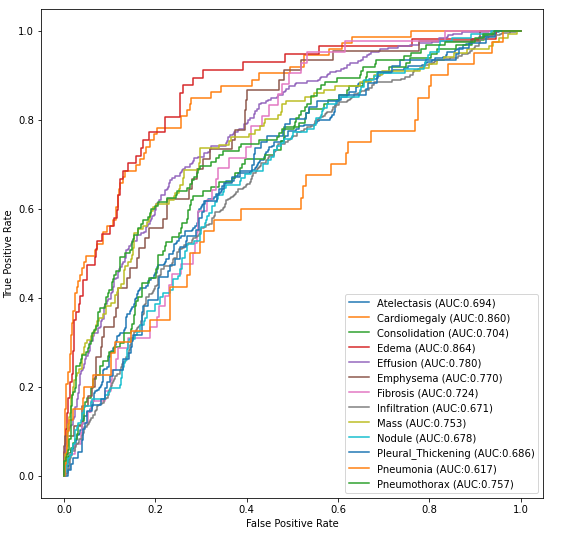 1.0
0.8
0.6
0.4
0.2
0.0
True Positive Rate
Atelectasis (AUC:0.694)
Cardiomegaly (AUC:0.860)
Consolidation (AUC:0.704)
Edema (AUC:0.864)
Effusion (AUC:0.780)
Emphysema (AUC:0.770)
Fibrosis (AUC:0.724)
Infiltration (AUC:0.671)
Mass (AUC:0.753)
Nodule (AUC:0.678)
Pleural_Thickening (AUC:0.686)
Pneumonia (AUC:0.617)
Pneumothorax (AUC:0.757)
0.0 0.2 0.4 0.6 0.8 1.0
False Positive Rate